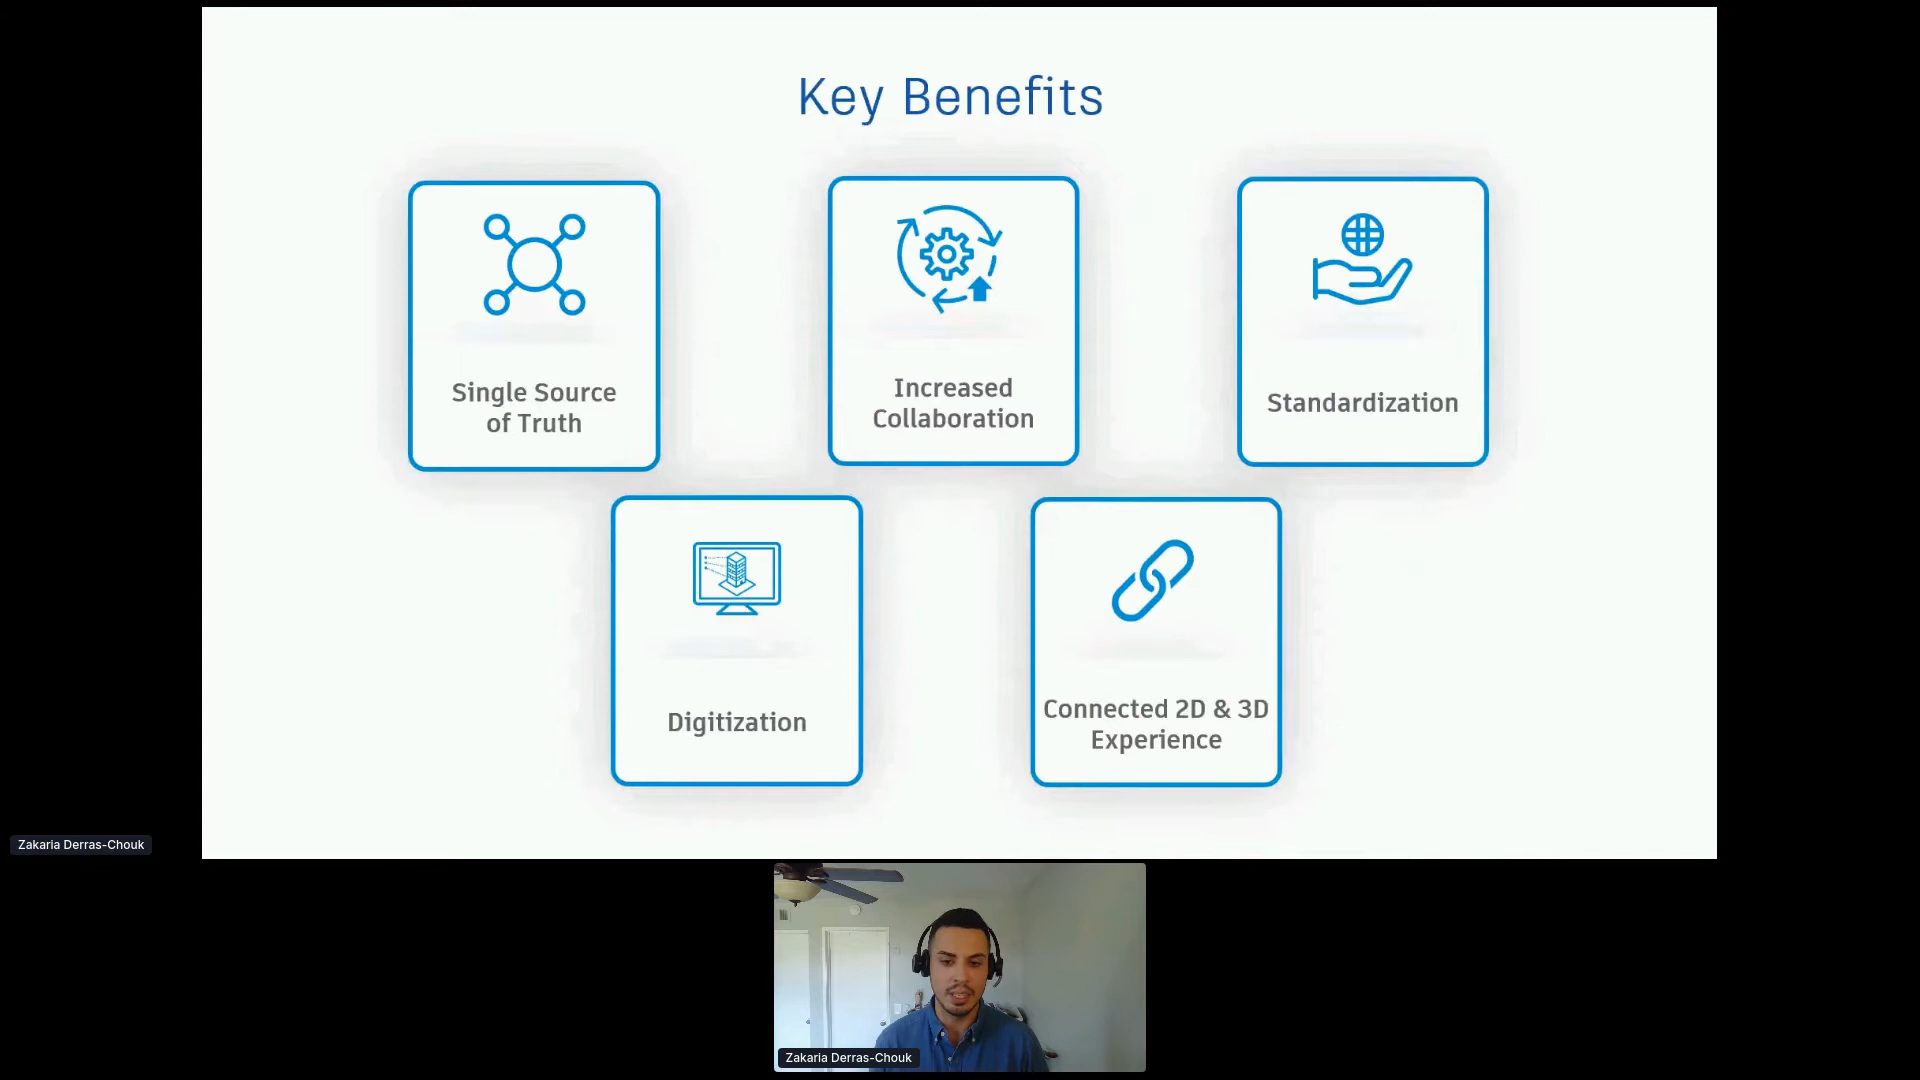 Key Benefits
Single Source
of Truth
Increased
Collaboration
Standardization
Digitization
Connected 2D & 3D
Experience
Zakaria Derras-Chouk
Zakaria Derras-Chouk